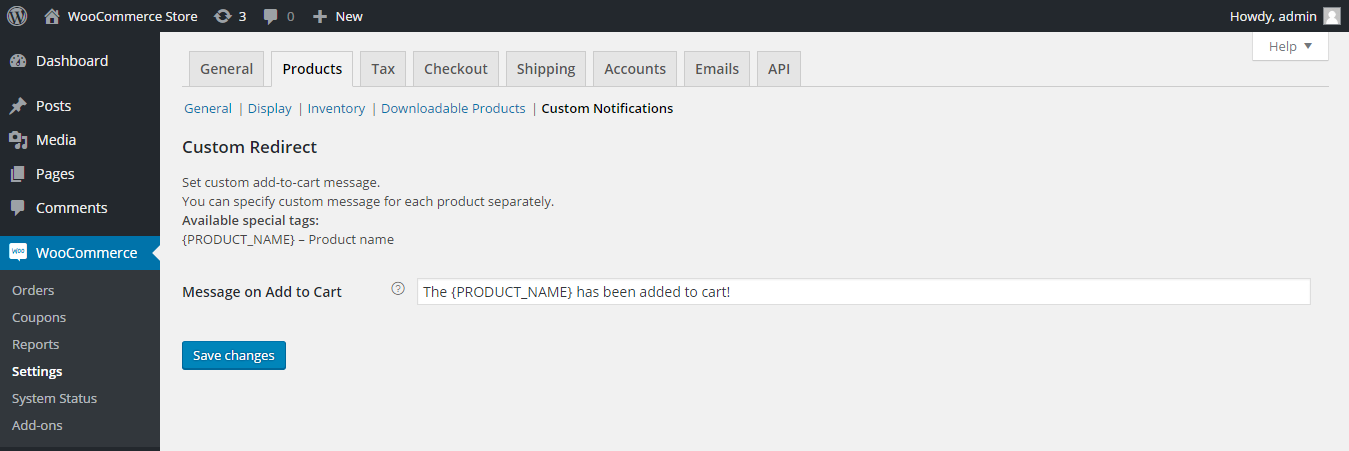 WooCommerce Store 3 0 New Howdy, admin
Help
Dashboard
Posts
Media
Pages
Comments
Woo WooCommerce
Orders
Coupons
Reports
Settings
System Status
Add-ons
General Products Tax Checkout Shipping Accounts Emails API
General | Display | Inventory | Downloadable Products | Custom Notifications
Custom Redirect
Set custom add-to-cart message.
You can specify custom message for each product separately.
Available special tags:
{PRODUCT_NAME} – Product name
Message on Add to Cart ? The {PRODUCT_NAME} has been added to cart!
Save changes